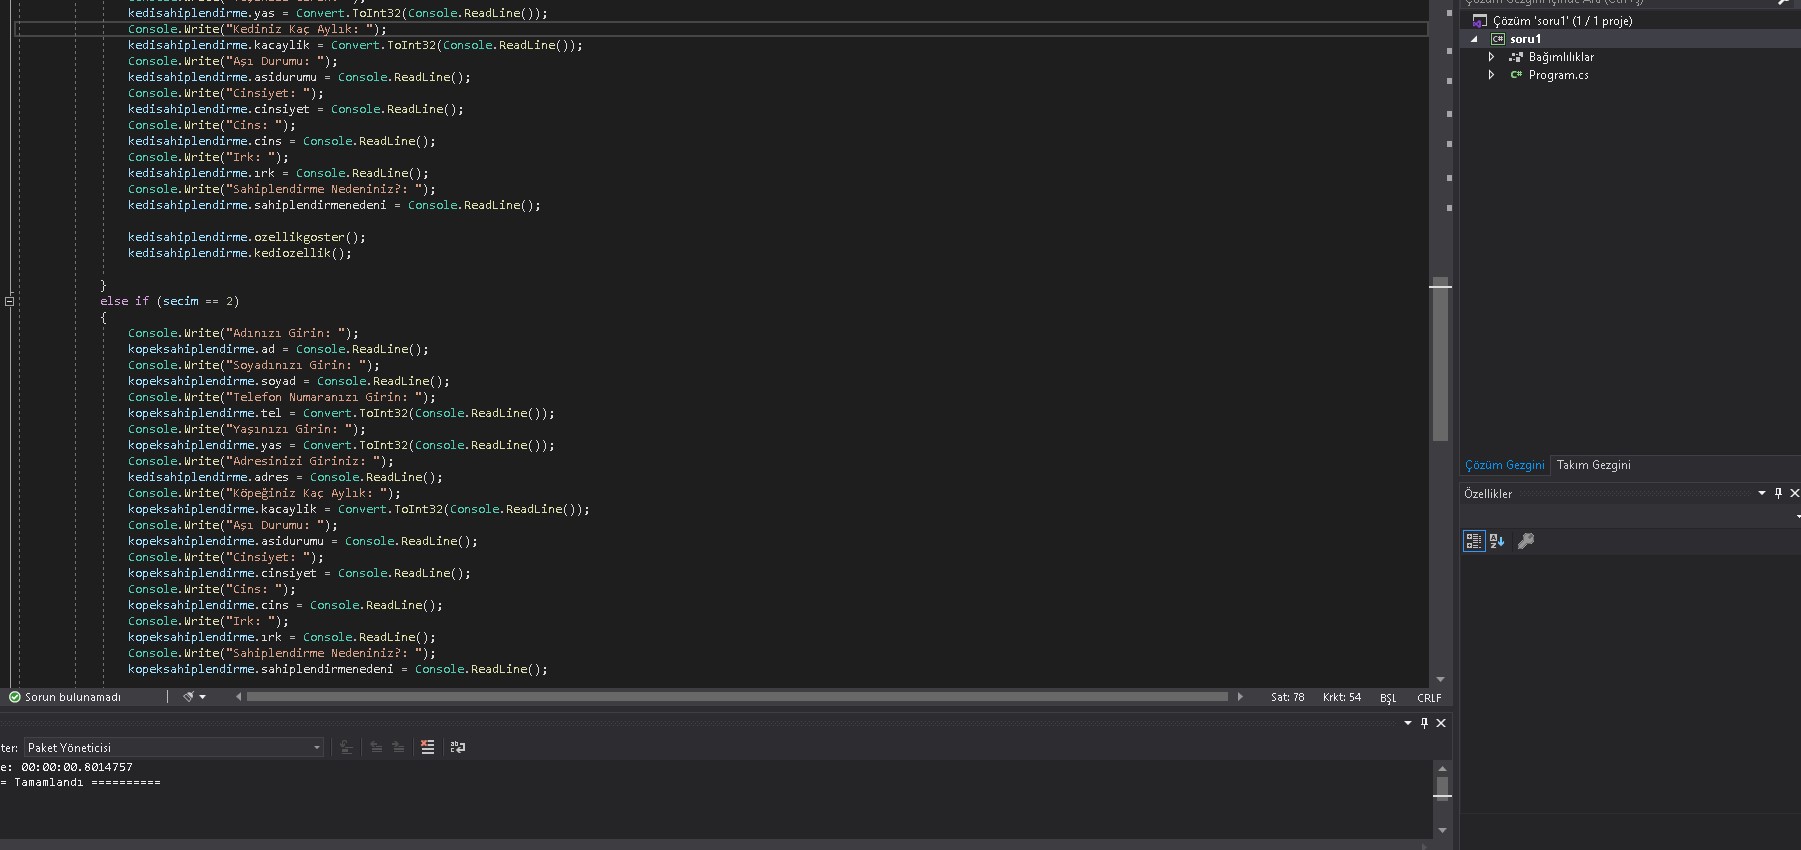 kedisahiplendirme.yas = Convert.ToInt32(Console.ReadLine());
Console.Write("Kediniz Kaç Aylık: ");
kedisahiplendirme.kacaylik = Convert.ToInt32(Console.ReadLine());
Console.Write("Aşı Durumu: ");
kedisahiplendirme.asidurumu = Console.ReadLine();
Console.Write("Cinsiyet: ");
kedisahiplendirme.cinsiyet = Console.ReadLine();
Console.Write("Cins: ");
kedisahiplendirme.cins = Console.ReadLine();
Console.Write("Irk: ");
kedisahiplendirme.ırk = Console.ReadLine();
Console.Write("Sahiplendirme Nedeniniz?: ");
kedisahiplendirme.sahiplendirmenedeni = Console.ReadLine();
kedisahiplendirme.ozellikgoster();
kedisahiplendirme.kediozellik();
}
else if (secim == 2)
{
Console.Write("Adınızı Girin: ");
kopeksahiplendirme.ad = Console.ReadLine();
Console.Write("Soyadınızı Girin: ");
kopeksahiplendirme.soyad = Console.ReadLine();
Console.Write("Telefon Numaranızı Girin: ");
kopeksahiplendirme.tel = Convert.ToInt32(Console.ReadLine());
Console.Write("Yaşınızı Girin: ");
kopeksahiplendirme.yas = Convert.ToInt32(Console.ReadLine());
Console.Write("Adresinizi Giriniz: ");
kedisahiplendirme.adres = Console.ReadLine();
Console.Write("Köpeğiniz Kaç Aylık: ");
kopeksahiplendirme.kacaylik = Convert.ToInt32(Console.ReadLine());
Console.Write("Aşı Durumu: ");
kopeksahiplendirme.asidurumu = Console.ReadLine();
Console.Write("Cinsiyet: ");
kopeksahiplendirme.cinsiyet = Console.ReadLine();
Console.Write("Cins: ");
kopeksahiplendirme.cins = Console.ReadLine();
Console.Write("Irk: ");
kopeksahiplendirme.ırk = Console.ReadLine();
Console.Write("Sahiplendirme Nedeniniz?: ");
kopeksahiplendirme.sahiplendirmenedeni = Console.ReadLine();
Sorun bulunamadı
Sat: 78 Krkt: 54 BŞL CRLF
ter: Paket Yöneticisi
e: 00:00:00.8014757
= Tamamlandı ==========
Çözüm 'soru1' (1 / 1 proje)
C# soru1
Bağımlılıklar
C# Program.cs
Çözüm Gezgini Takım Gezgini
Özellikler